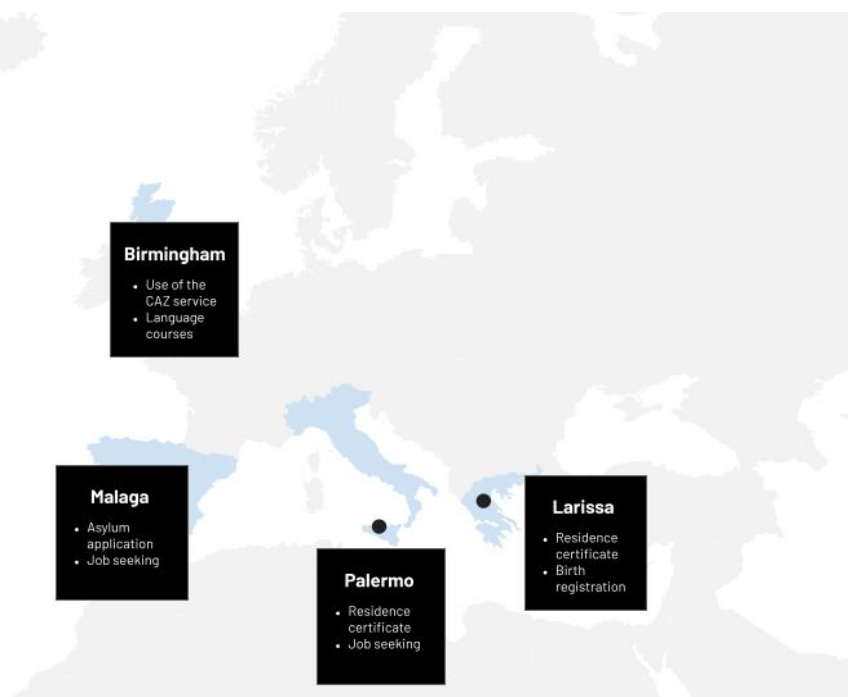 Birmingham
• Use of the
CAZ service
• Language
courses
Malaga
• Asylum
application
• Job seeking
Palermo
• Residence
certificate
• Job seeking
Larissa
• Residence
certificate
• Birth
registration